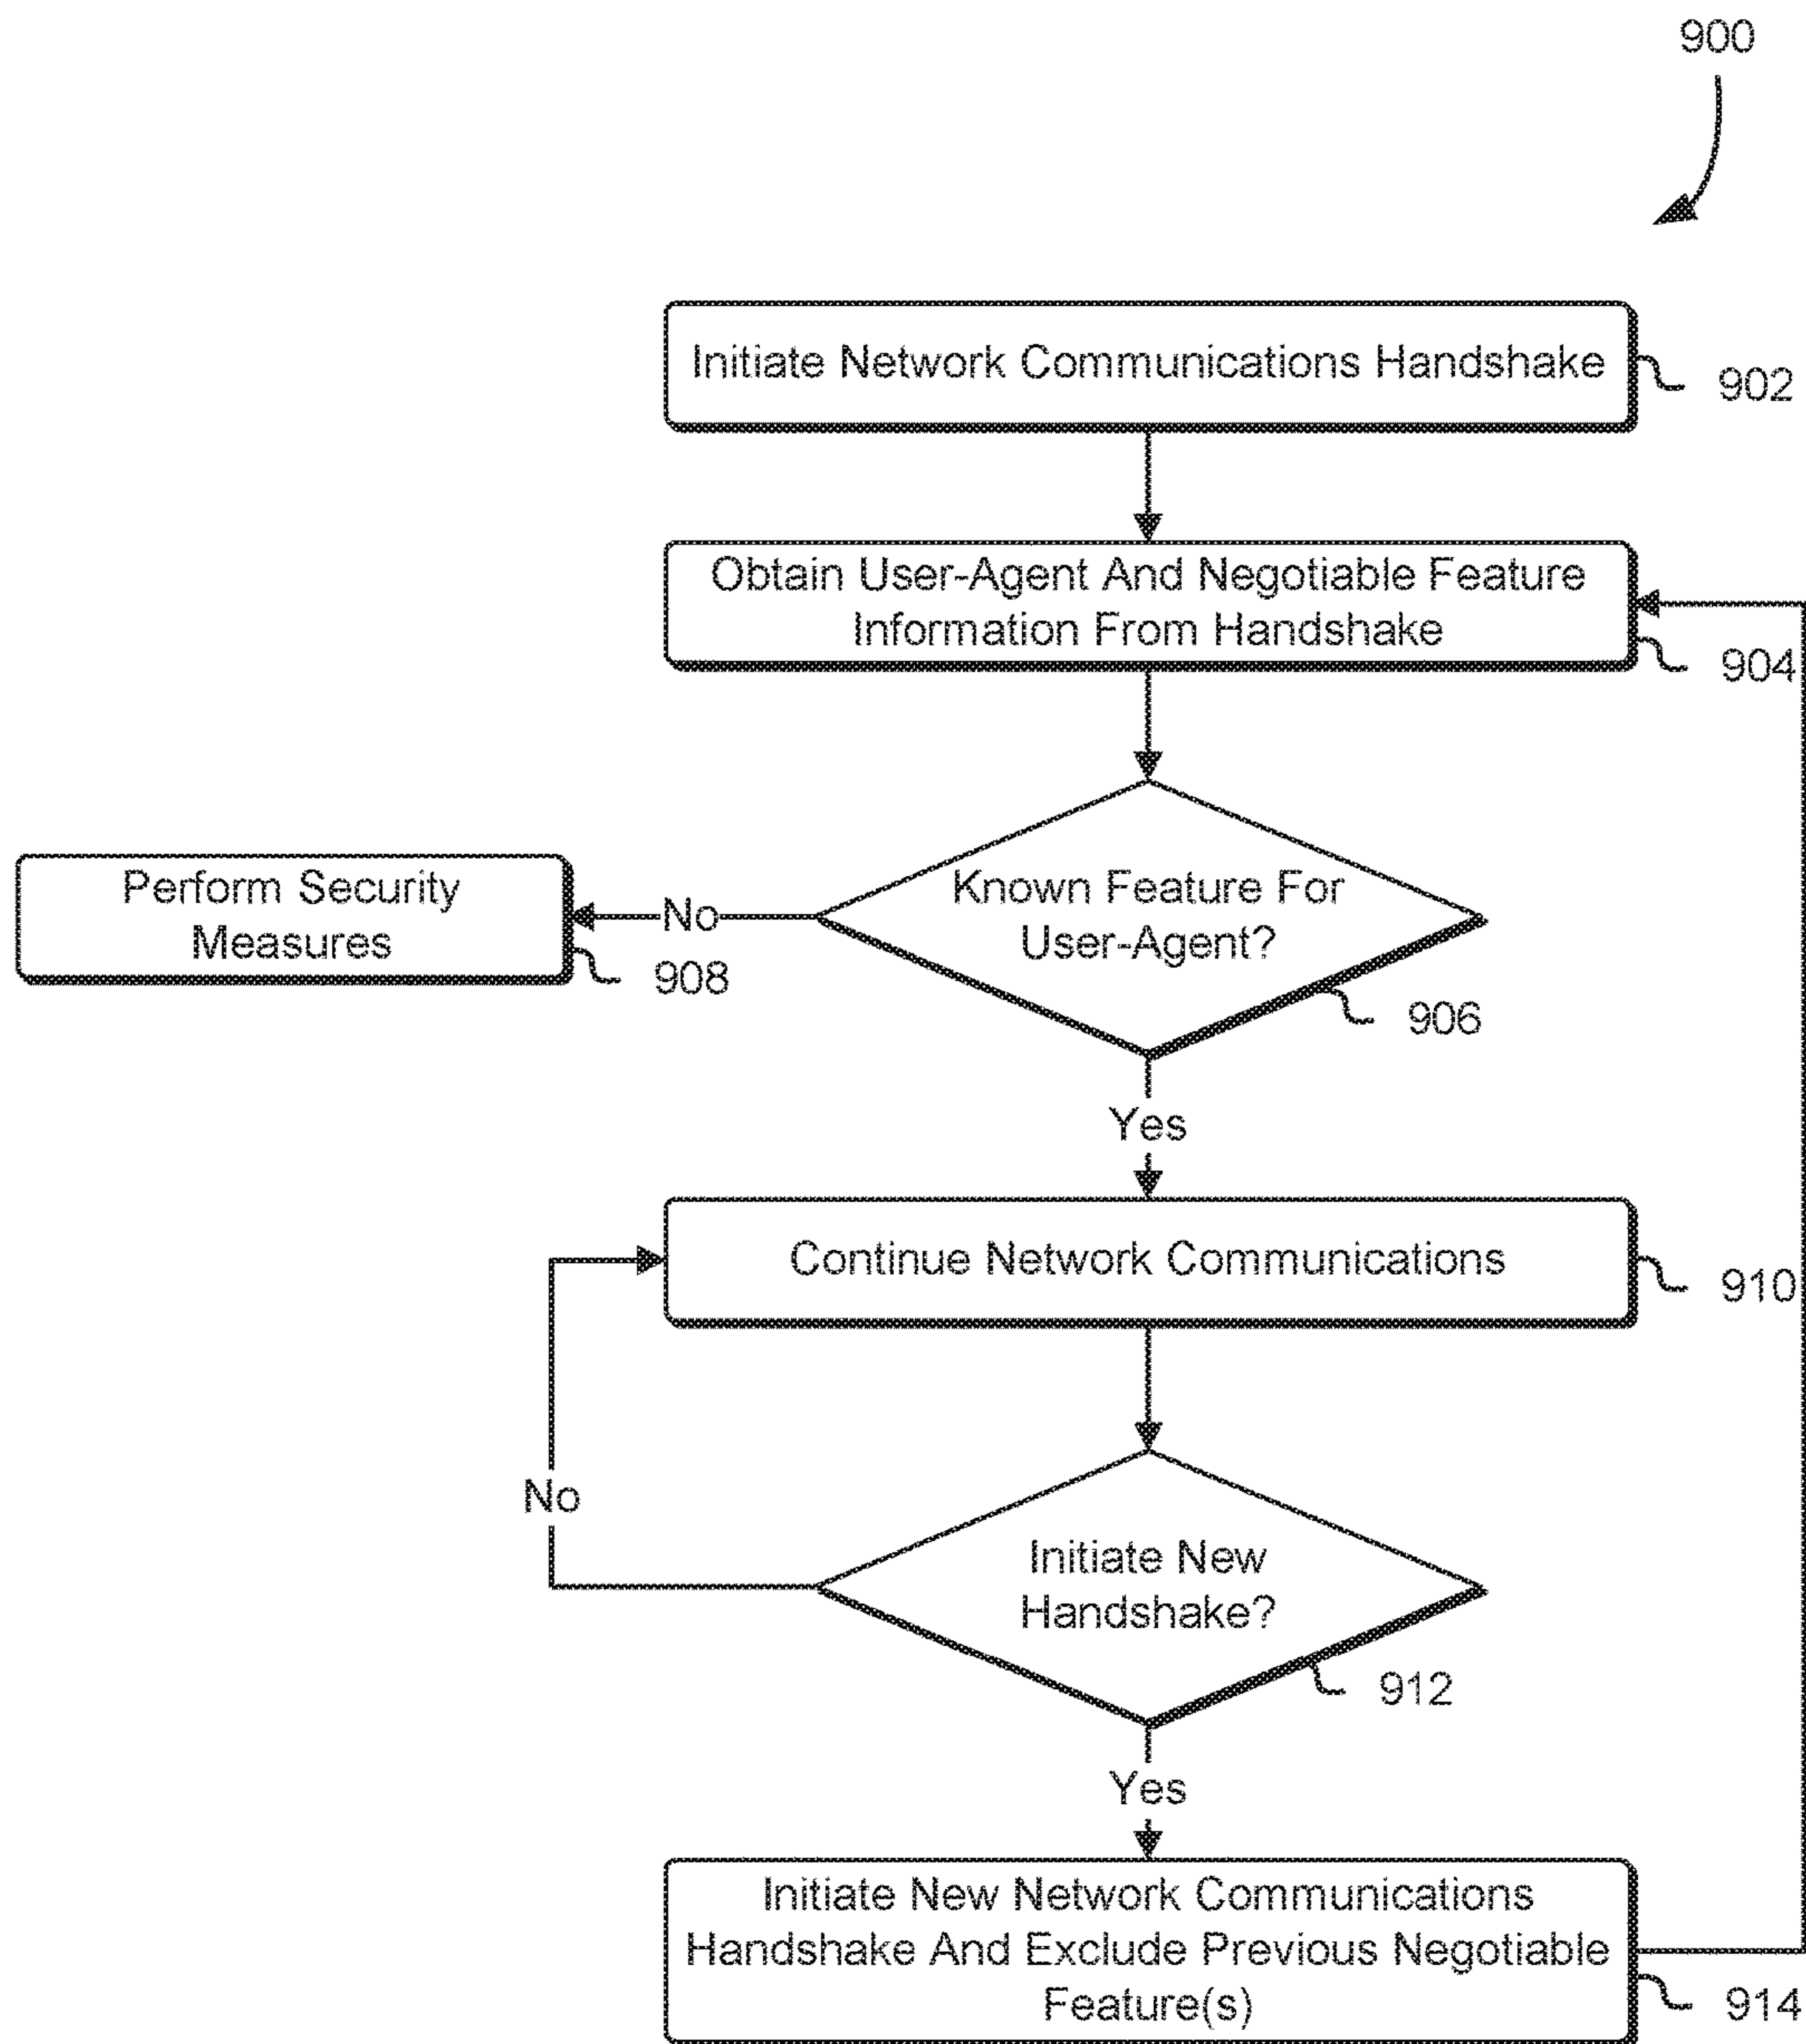 900
Initiate Network Communications Handshake
902
Obtain User-Agent And Negotiable Feature
Information From Handshake
904
Known Feature For
User-Agent?
906
No
Perform Security
Measures
908
Yes
Continue Network Communications
910
Initiate New
Handshake?
912
No
Yes
Initiate New Network Communications
Handshake And Exclude Previous Negotiable
Feature(s)
914